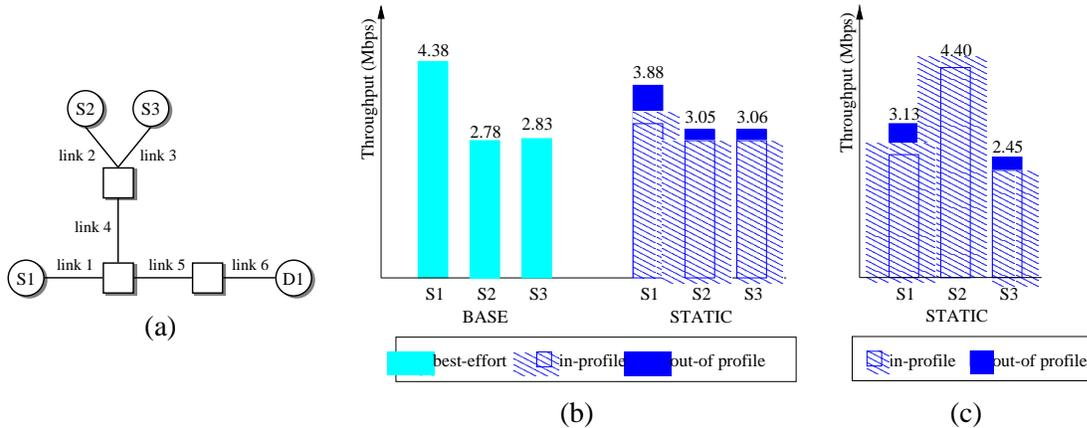 S2
S3
link 2
link 3
link 4
S1
link 1
link 5
link 6
D1
(a)
Throughput (Mbps)
4.38
2.78
2.83
3.88
3.05
3.06
S1
S2
S3
S1
S2
S3
BASE
STATIC
best-effort
in-profile
out-of profile
(b)
Throughput (Mbps)
3.13
4.40
2.45
S1
S2
S3
STATIC
in-profile
out-of profile
(c)